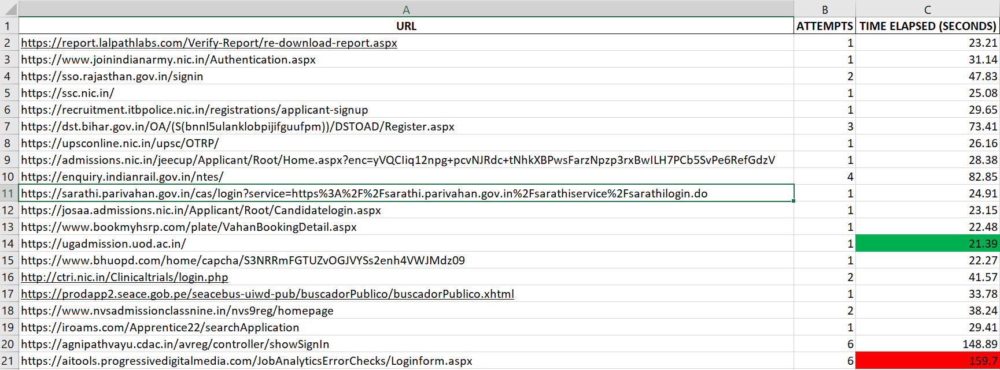 A B C
1 URL ATTEMPTS TIME ELAPSED (SECONDS)
2 https://report.lalpathlabs.com/Verify-Report/re-download-report.aspx 1 23.21
3 https://www.joinindianarmy.nic.in/Authentication.aspx 1 31.14
4 https://sso.rajasthan.gov.in/signin 2 47.83
5 https://ssc.nic.in/ 1 25.08
6 https://recruitment.itbpolice.nic.in/registrations/applicant-signup 1 29.65
7 https://dst.bihar.gov.in/OA/(S(bnnl5ulanklobpijifguufpm))/DSTOAD/Register.aspx 3 73.41
8 https://upsconline.nic.in/upsc/OTRP/ 1 26.16
9 https://admissions.nic.in/jeecup/Applicant/Root/Home.aspx?enc=yVQCIiq12npg+pcvNJRdc+tNhkXBPwsFarzNpzp3rxBwILH7PCb5SvPe6RefGdzV 1 28.38
10 https://enquiry.indianrail.gov.in/ntes/ 4 82.85
11 https://sarathi.parivahan.gov.in/cas/login?service=https%3A%2F%2Fsarathi.parivahan.gov.in%2Fsarathiservice%2Fsarathilogin.do 1 24.91
12 https://josaa.admissions.nic.in/Applicant/Root/Candidatelogin.aspx 1 23.15
13 https://www.bookmyhsrp.com/plate/VahanBookingDetail.aspx 1 22.48
14 https://ugadmission.uod.ac.in/ 1 21.39
15 https://www.bhuopd.com/home/capcha/S3NRRmFGTUZvOGJVYSs2enh4VWJMdz09 1 22.27
16 http://ctri.nic.in/Clinicaltrials/login.php 2 41.57
17 https://prodapp2.seace.gob.pe/seacebus-uiwd-pub/buscadorPublico/buscadorPublico.xhtml 1 33.78
18 https://www.nvsadmissionclassnine.in/nvs9reg/homepage 2 38.24
19 https://iroams.com/Apprentice22/searchApplication 1 29.41
20 https://agnipathvayu.cdac.in/avreg/controller/showSignIn 6 148.89
21 https://aitools.progressivedigitalmedia.com/JobAnalyticsErrorChecks/Loginform.aspx 6 159.7